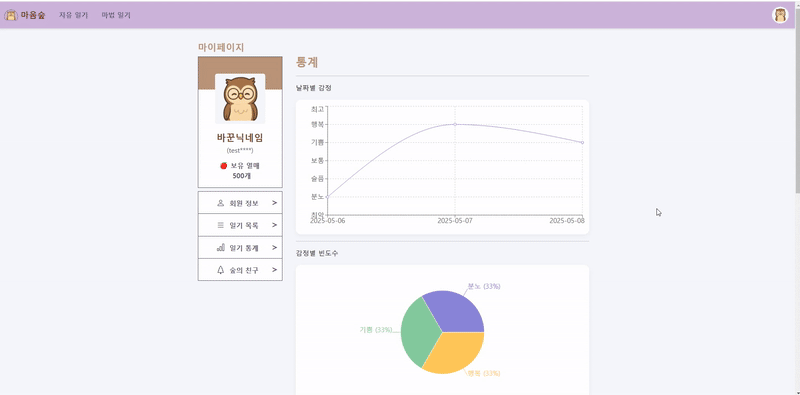 마음숲 자유 일기 마법 일기
마이페이지
바꾼닉네임
(test****)
보유 열매
500개
회원 정보 >
일기 목록 >
일기 통계 >
숲의 친구 >
통계
날짜별 감정
최고
행복
기쁨
보통
슬픔
분노
최악
2025-05-06 2025-05-07 2025-05-08
감정별 빈도수
분노 (33%)
기쁨 (33%)
행복 (33%)